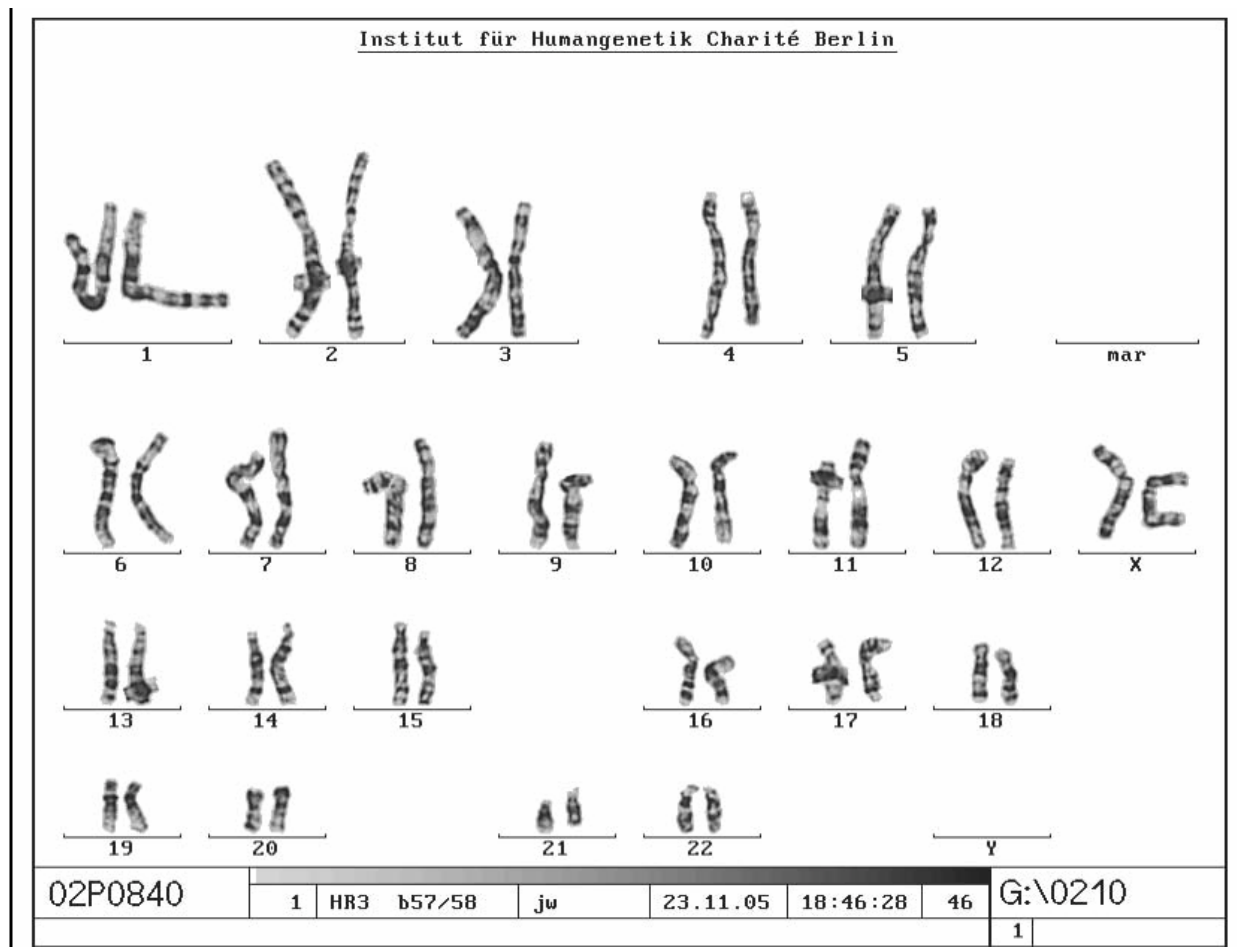 Institut für Humangenetik Charité Berlin
1 2 3 4 5 mar
6 7 8 9 10 11 12 X
13 14 15 16 17 18
19 20 21 22 Y
02P0840 1 HR3 b57/58 jw 23.11.05 18:46:28 46 G:\0210
1